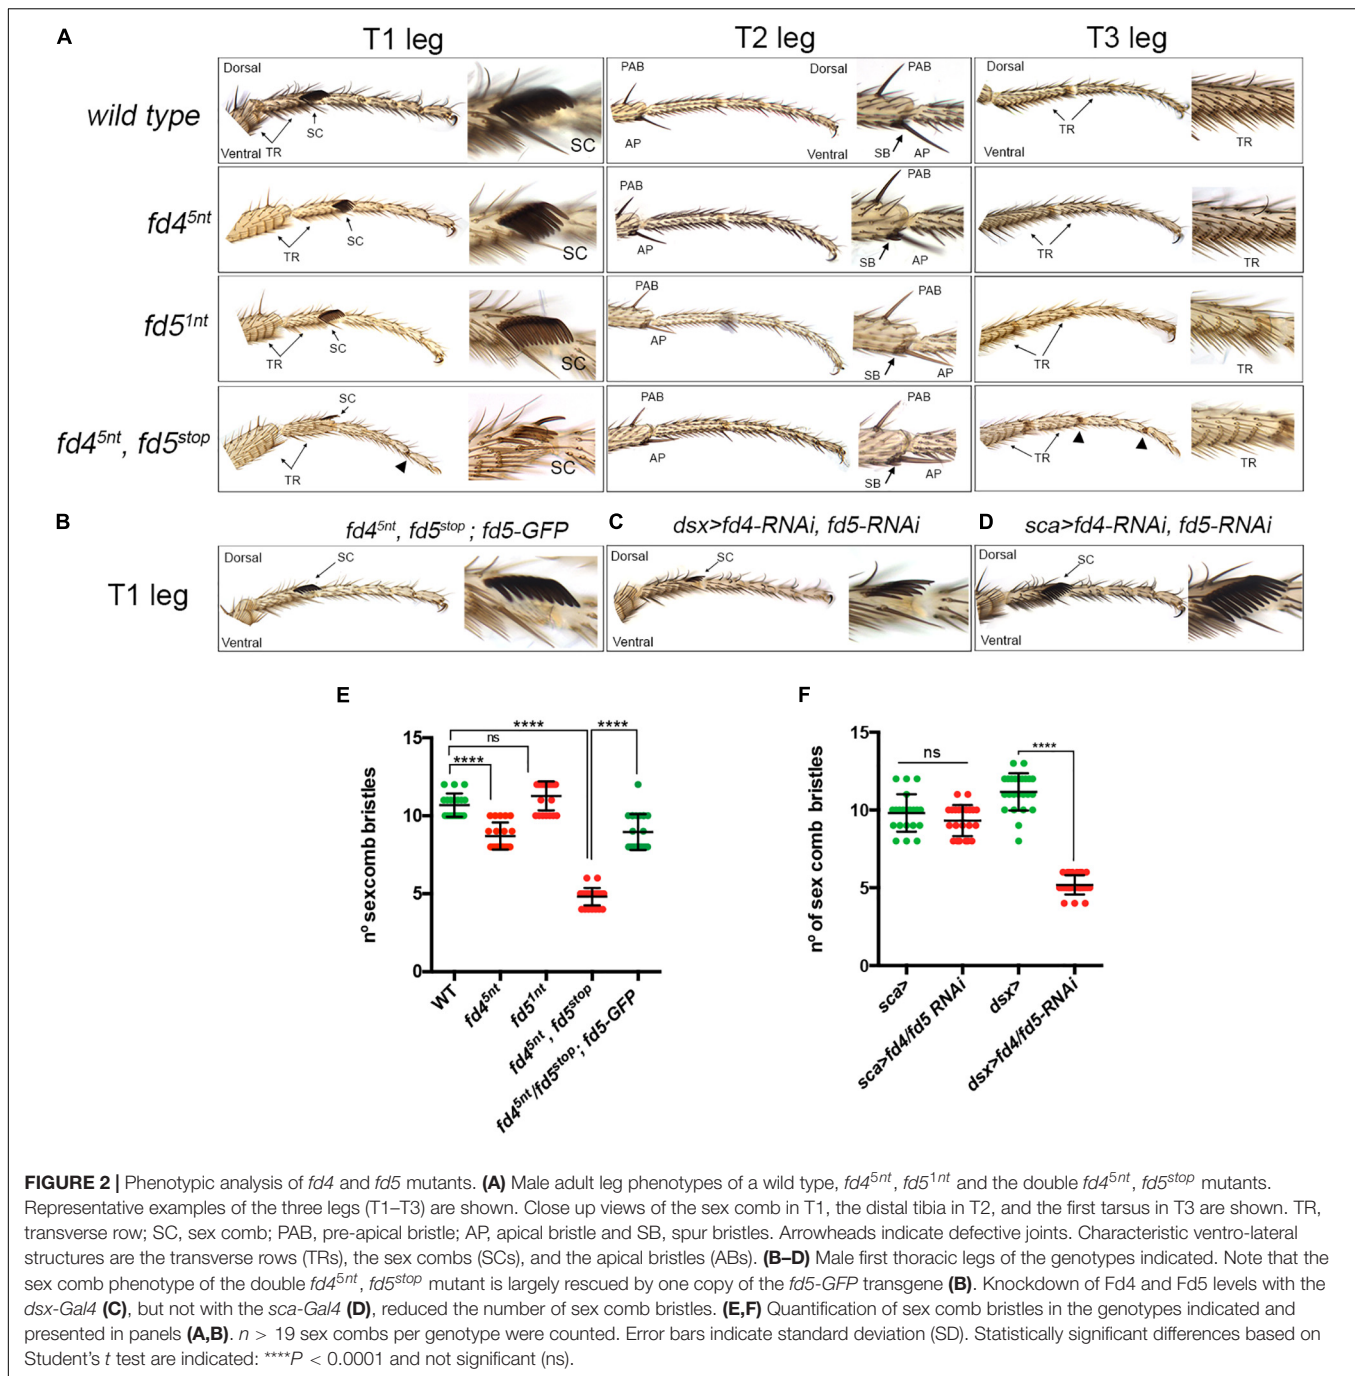 A
T1 leg
T2 leg
T3 leg
wild type
Dorsal
SC
TR
Ventral
SC
PAB
AP
Dorsal
PAB
SB
AP
Ventral
Dorsal
TR
Ventral
TR
fd4^5nt
TR
SC
SC
PAB
AP
PAB
SB
AP
TR
TR
fd5^1nt
TR
SC
SC
PAB
AP
PAB
SB
AP
TR
TR
fd4^5nt, fd5^stop
SC
TR
SC
PAB
AP
PAB
SB
AP
TR
TR
B
fd4^5nt, fd5^stop ; fd5-GFP
C
dsx>fd4-RNAi, fd5-RNAi
D
sca>fd4-RNAi, fd5-RNAi
T1 leg
Dorsal
SC
Ventral
Dorsal
SC
Ventral
Dorsal
SC
Ventral
E
nº sexcomb bristles
15
10
5
0
****
ns
****
****
WT
fd4^5nt
fd5^1nt
fd4^5nt, fd5^stop
fd4^5nt/fd5^stop; fd5-GFP
F
nº of sex comb bristles
15
10
5
0
ns
****
sca>
sca>fd4/fd5 RNAi
dsx>
dsx>fd4/fd5-RNAi
FIGURE 2 | Phenotypic analysis of fd4 and fd5 mutants. (A) Male adult leg phenotypes of a wild type, fd4^5nt, fd5^1nt and the double fd4^5nt, fd5^stop mutants.
Representative examples of the three legs (T1–T3) are shown. Close up views of the sex comb in T1, the distal tibia in T2, and the first tarsus in T3 are shown. TR,
transverse row; SC, sex comb; PAB, pre-apical bristle; AP, apical bristle and SB, spur bristles. Arrowheads indicate defective joints. Characteristic ventro-lateral
structures are the transverse rows (TRs), the sex combs (SCs), and the apical bristles (ABs). (B–D) Male first thoracic legs of the genotypes indicated. Note that the
sex comb phenotype of the double fd4^5nt, fd5^stop mutant is largely rescued by one copy of the fd5-GFP transgene (B). Knockdown of Fd4 and Fd5 levels with the
dsx-Gal4 (C), but not with the sca-Gal4 (D), reduced the number of sex comb bristles. (E,F) Quantification of sex comb bristles in the genotypes indicated and
presented in panels (A,B). n > 19 sex combs per genotype were counted. Error bars indicate standard deviation (SD). Statistically significant differences based on
Student's t test are indicated: ****P < 0.0001 and not significant (ns).